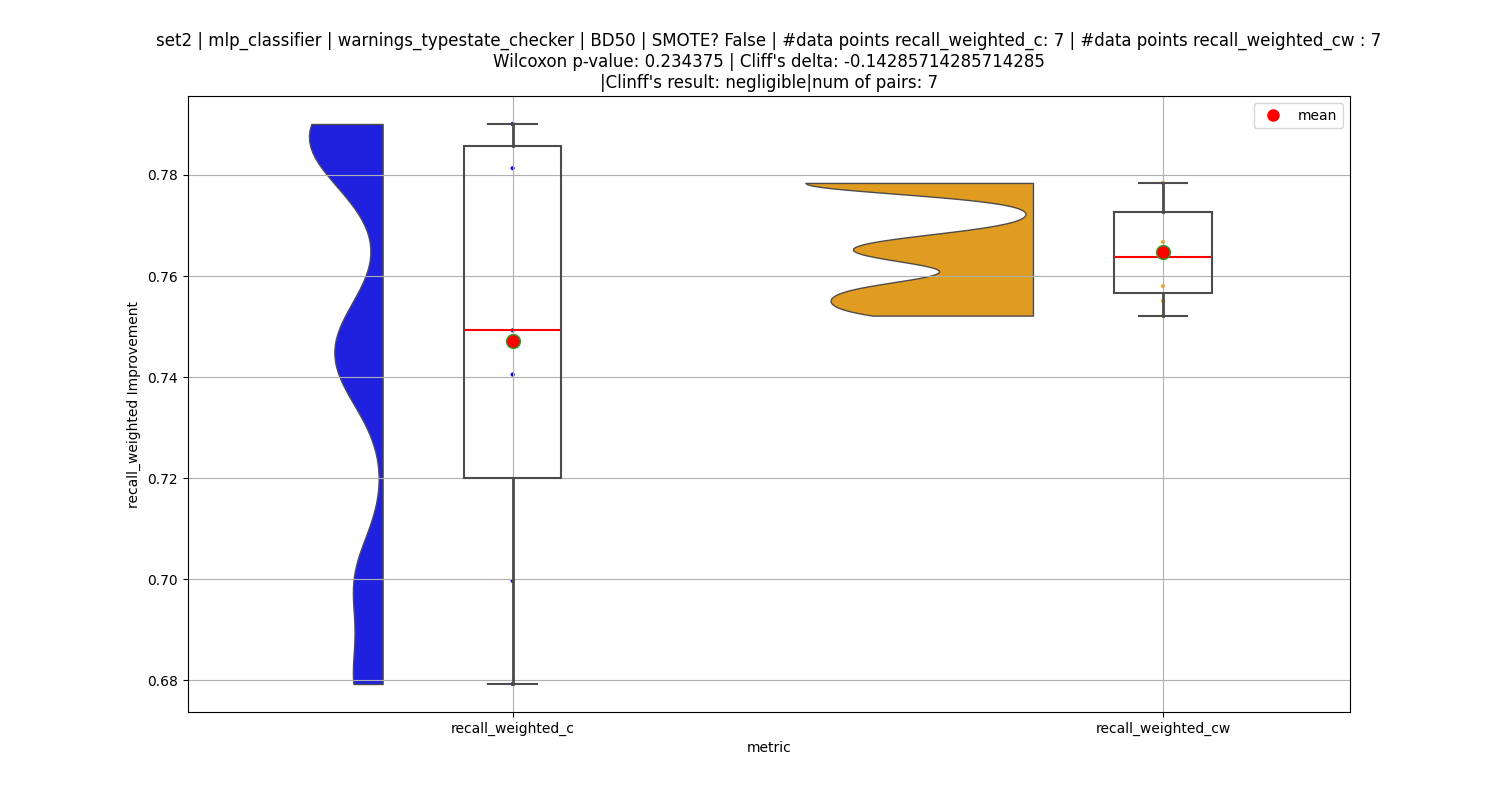 set2 | mlp_classifier | warnings_typestate_checker | BD50 | SMOTE? False | #data points recall_weighted_c: 7 | #data points recall_weighted_cw : 7
Wilcoxon p-value: 0.234375 | Cliff's delta: -0.14285714285714285
|Clinff's result: negligible|num of pairs: 7
mean
0.78
0.76
0.74
0.72
0.70
0.68
recall_weighted Improvement
recall_weighted_c
recall_weighted_cw
metric